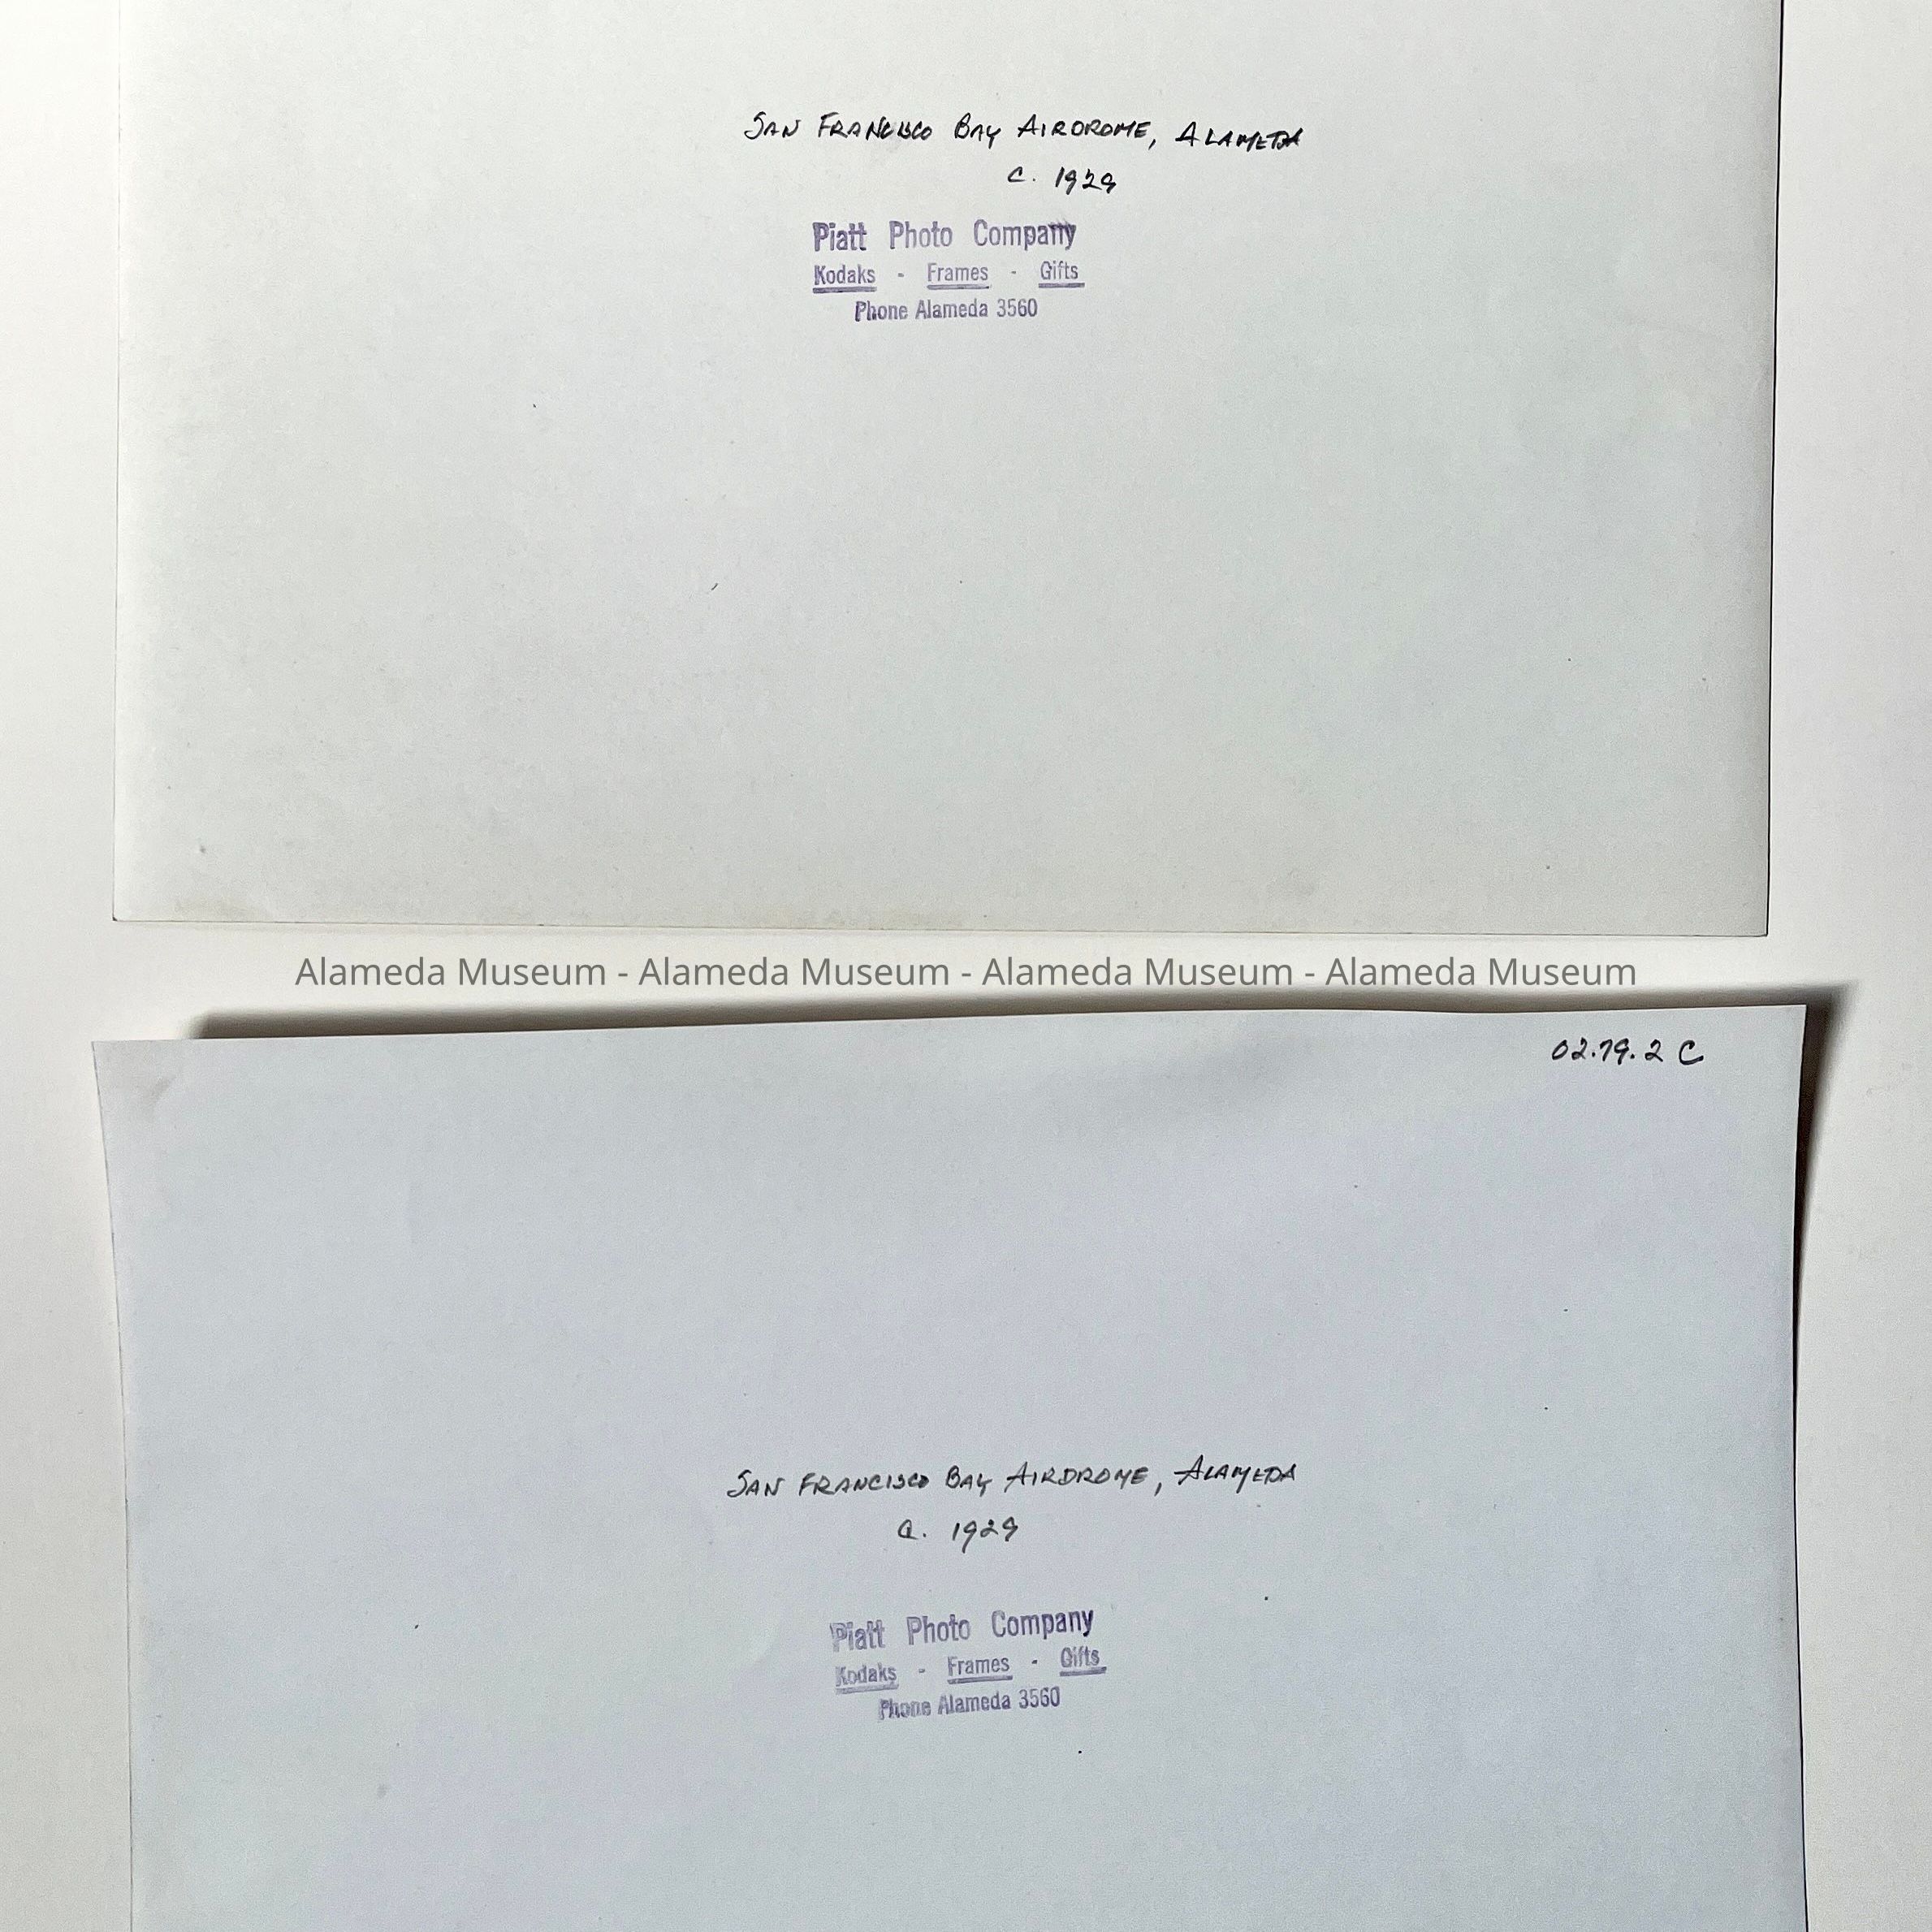 SAN FRANCISCO BAY AIRDROME, ALAMEDA
C. 1929
Piatt Photo Company
Kodaks - Frames - Gifts
Phone Alameda 3560
Alameda Museum - Alameda Museum - Alameda Museum - Alameda Museum
02.79.2 C
SAN FRANCISCO BAY AIRDROME, ALAMEDA
C. 1929
Piatt Photo Company
Kodaks - Frames - Gifts
Phone Alameda 3560